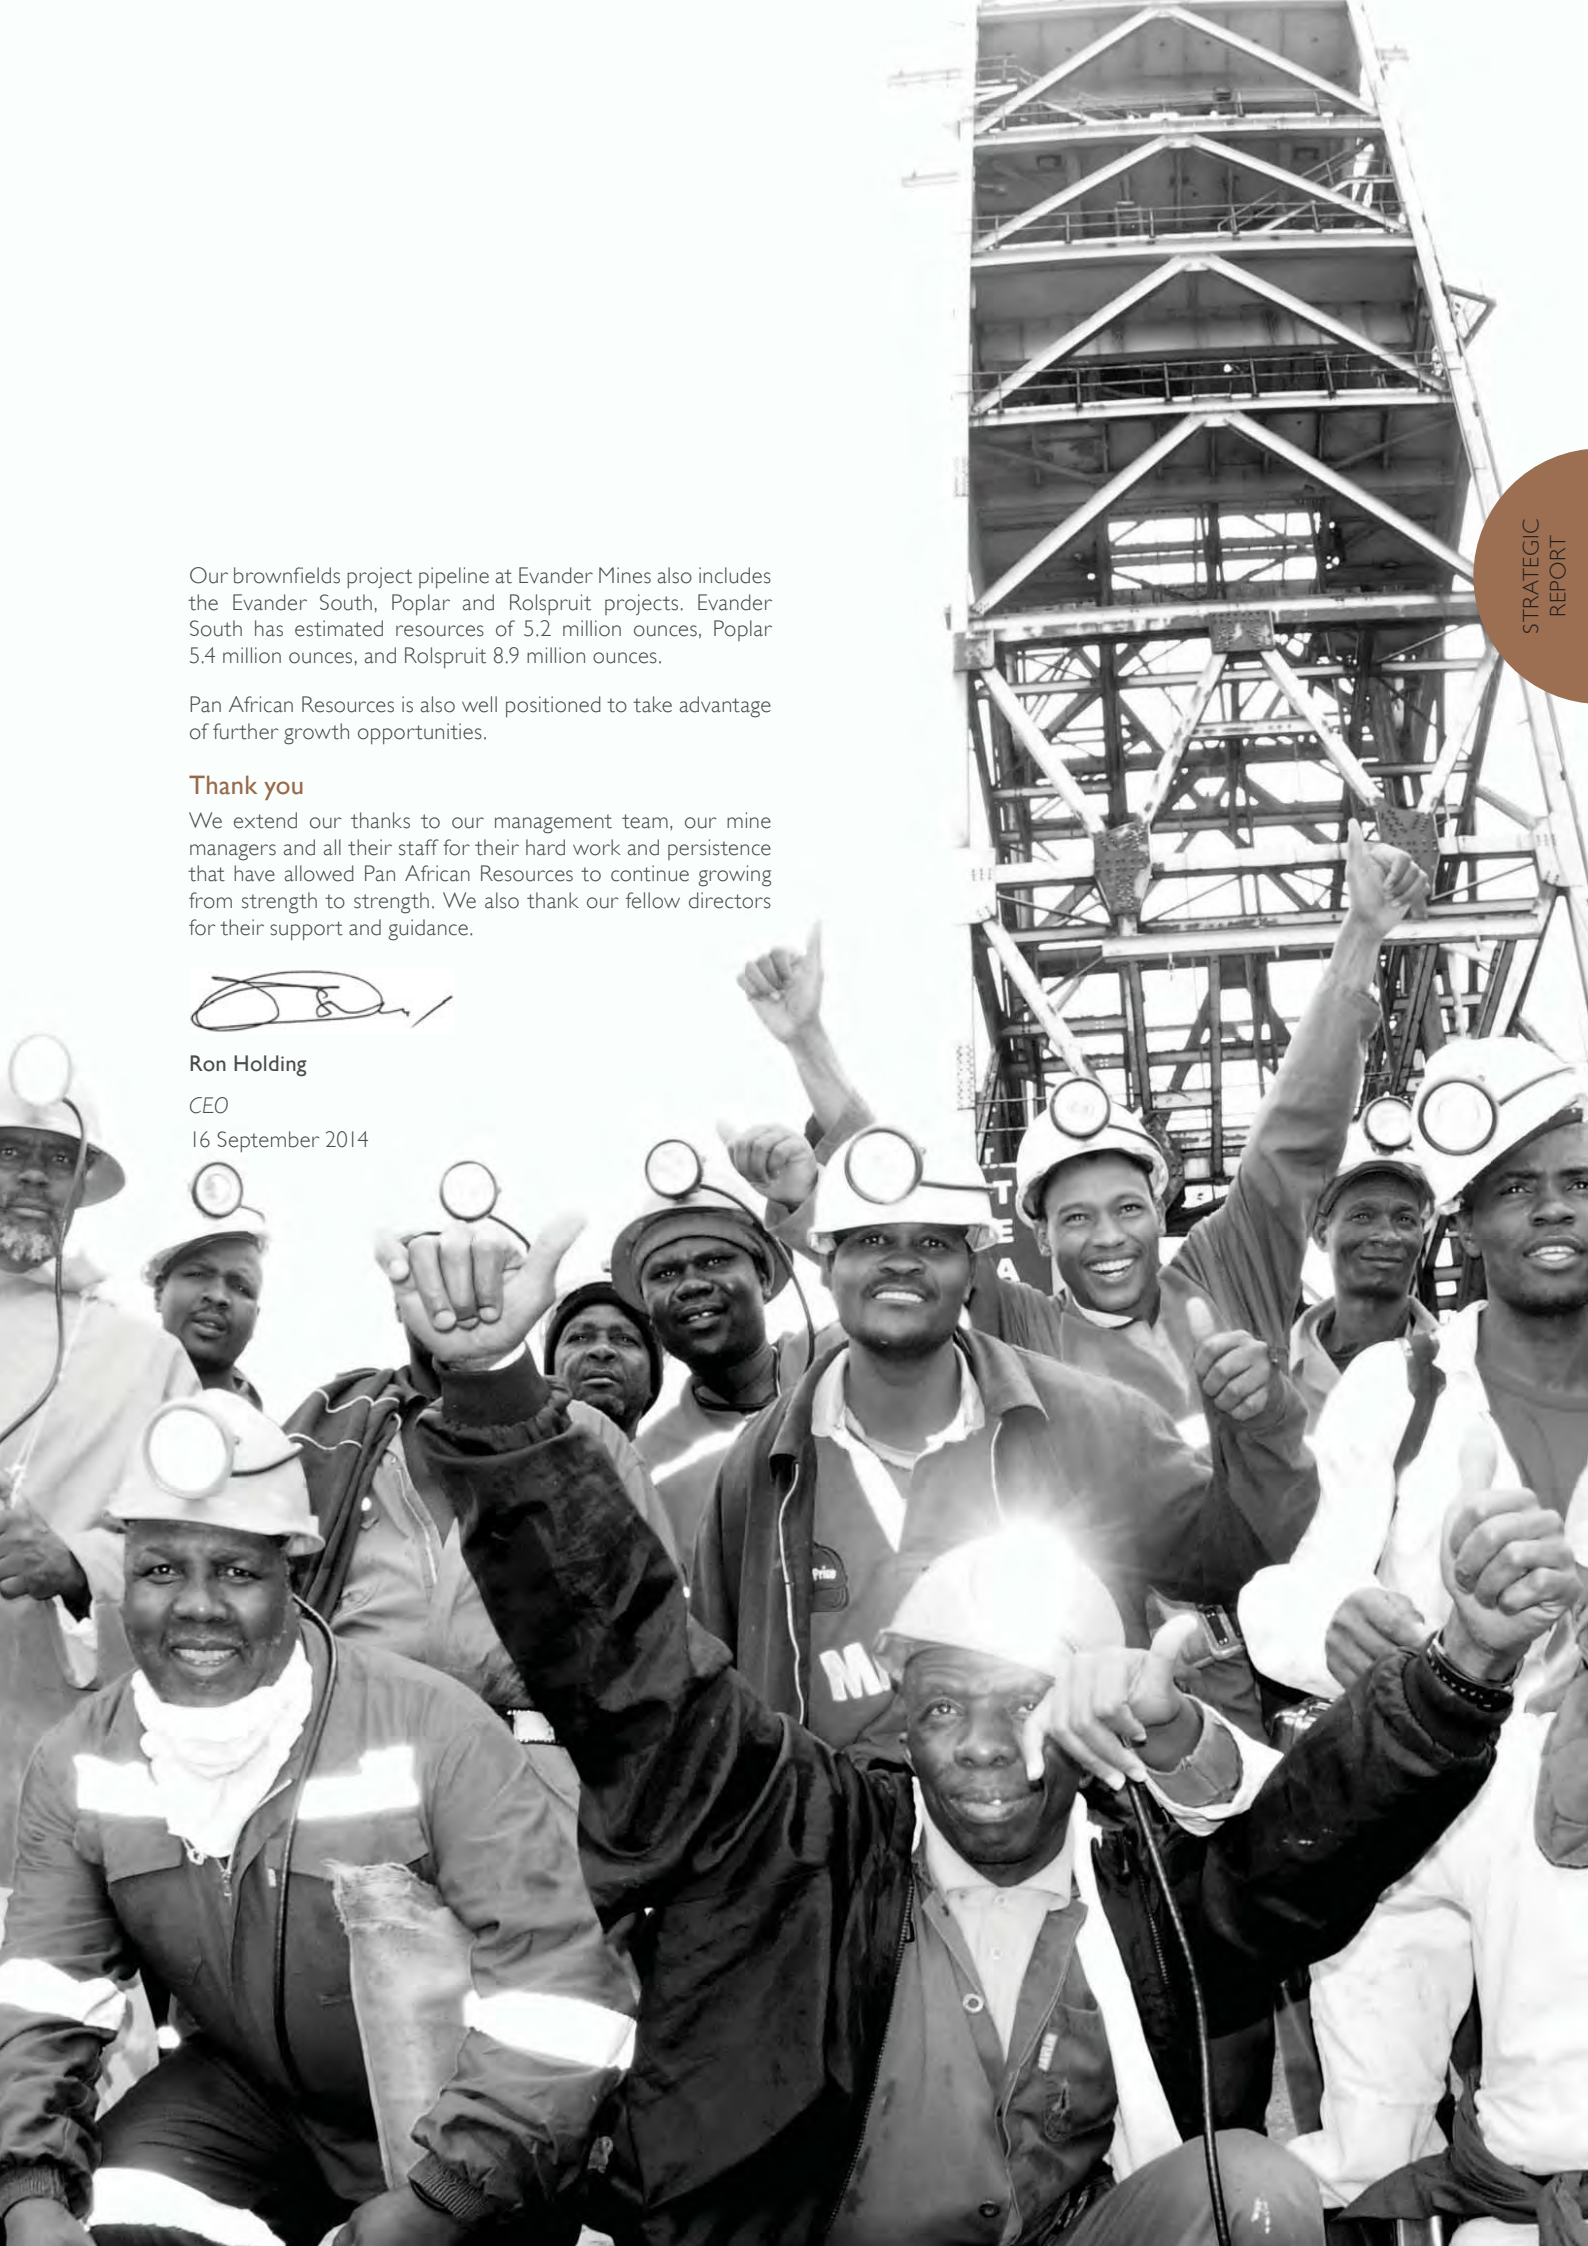 STRATEGIC
REPORT
Our brownfields project pipeline at Evander Mines also includes
the Evander South, Poplar and Rolspruit projects. Evander
South has estimated resources of 5.2 million ounces, Poplar
5.4 million ounces, and Rolspruit 8.9 million ounces.
Pan African Resources is also well positioned to take advantage
of further growth opportunities.
Thank you
We extend our thanks to our management team, our mine
managers and all their staff for their hard work and persistence
that have allowed Pan African Resources to continue growing
from strength to strength. We also thank our fellow directors
for their support and guidance.
Ron Holding
CEO
16 September 2014
TEA
Price